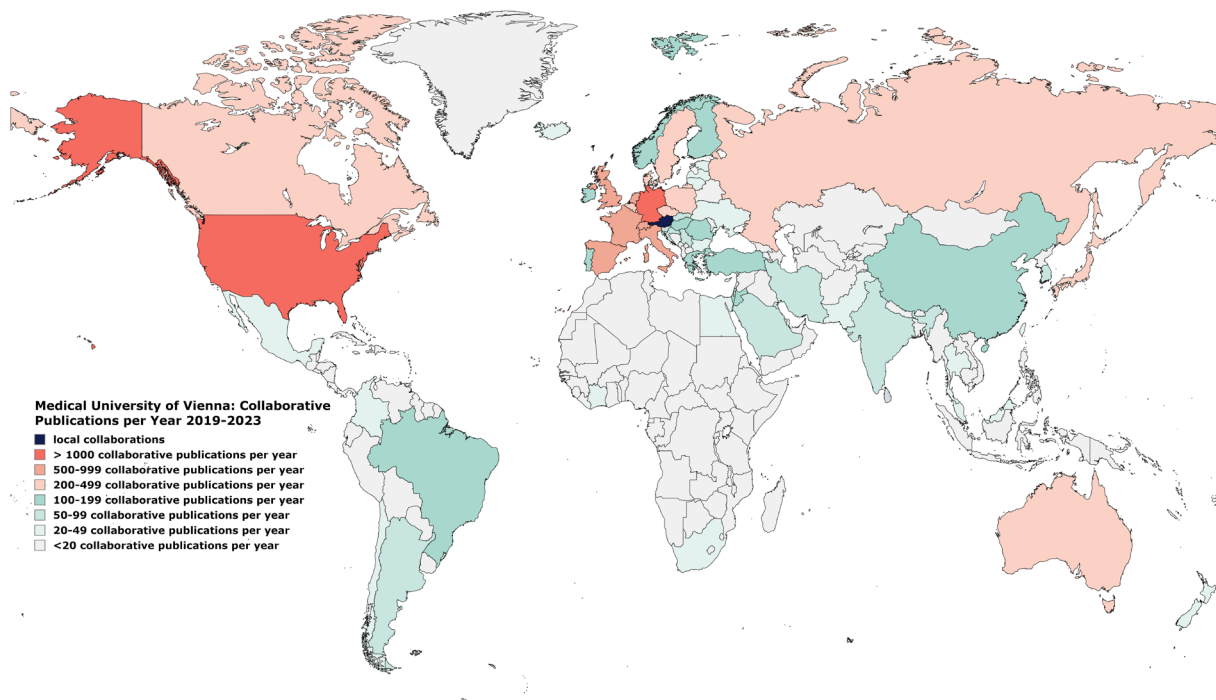 Medical University of Vienna: Collaborative
Publications per Year 2019-2023
local collaborations
> 1000 collaborative publications per year
500-999 collaborative publications per year
200-499 collaborative publications per year
100-199 collaborative publications per year
50-99 collaborative publications per year
20-49 collaborative publications per year
<20 collaborative publications per year